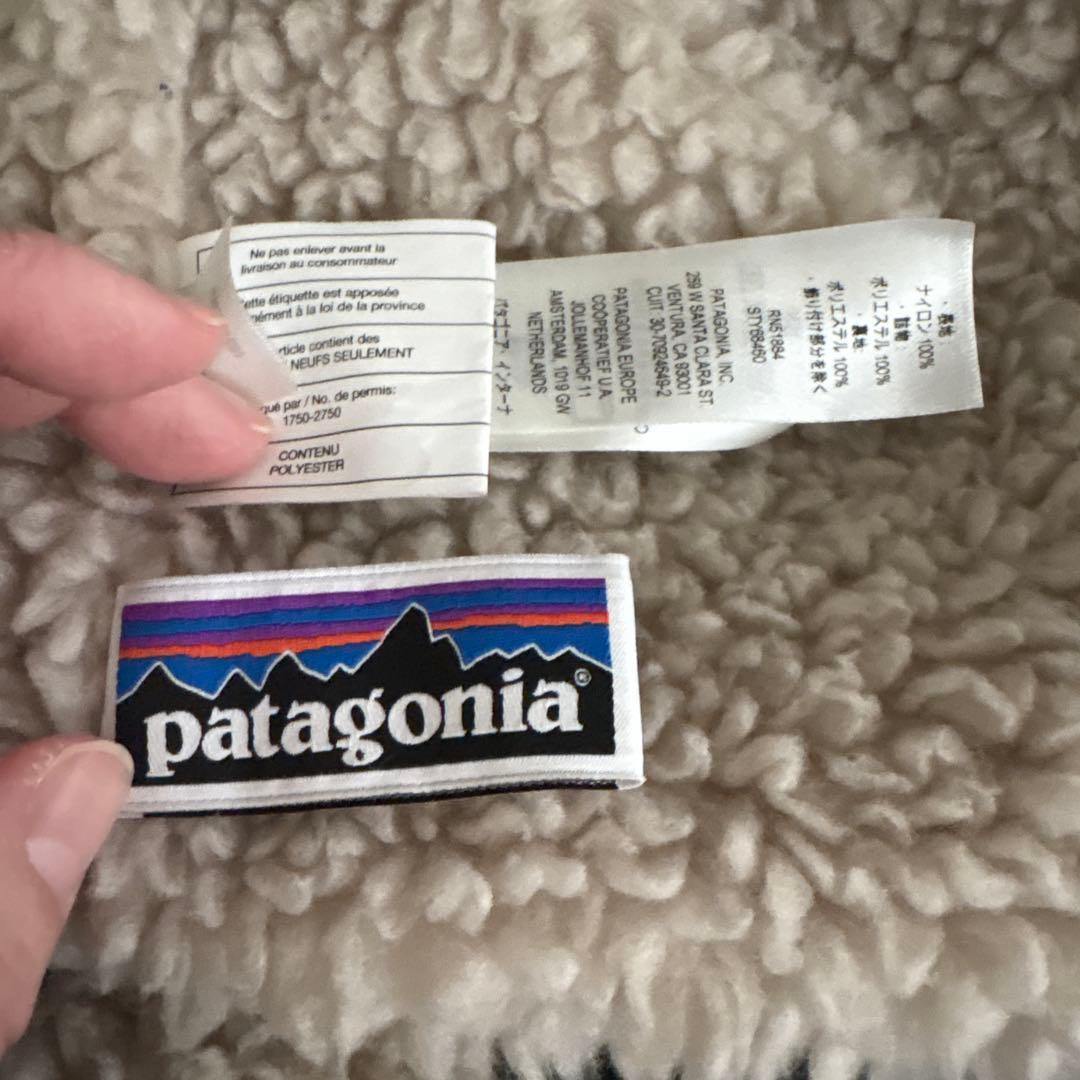 Ne pas enlever avant la
livraison au consommateur
ette étiquette est apposée
nément à la loi de la province
rticle contient des
NEUFS SEULEMENT
qué par / No. de permis:
1750-2750
CONTENU
POLYESTER
・表地:
ナイロン 100%
・詰物:
ポリエステル 100%
・裏地:
ポリエステル 100%
・飾り付け部分を除く
RN51884
STY68460
PATAGONIA, INC.
259 W SANTA CLARA ST
VENTURA, CA 93001
CUIT: 30-70924649-2
PATAGONIA EUROPE
COOPERATIEF U.A.
JOLLEMANHOF 11
AMSTERDAM, 1019 GW
NETHERLANDS
パタゴニア・インターナ
patagonia®